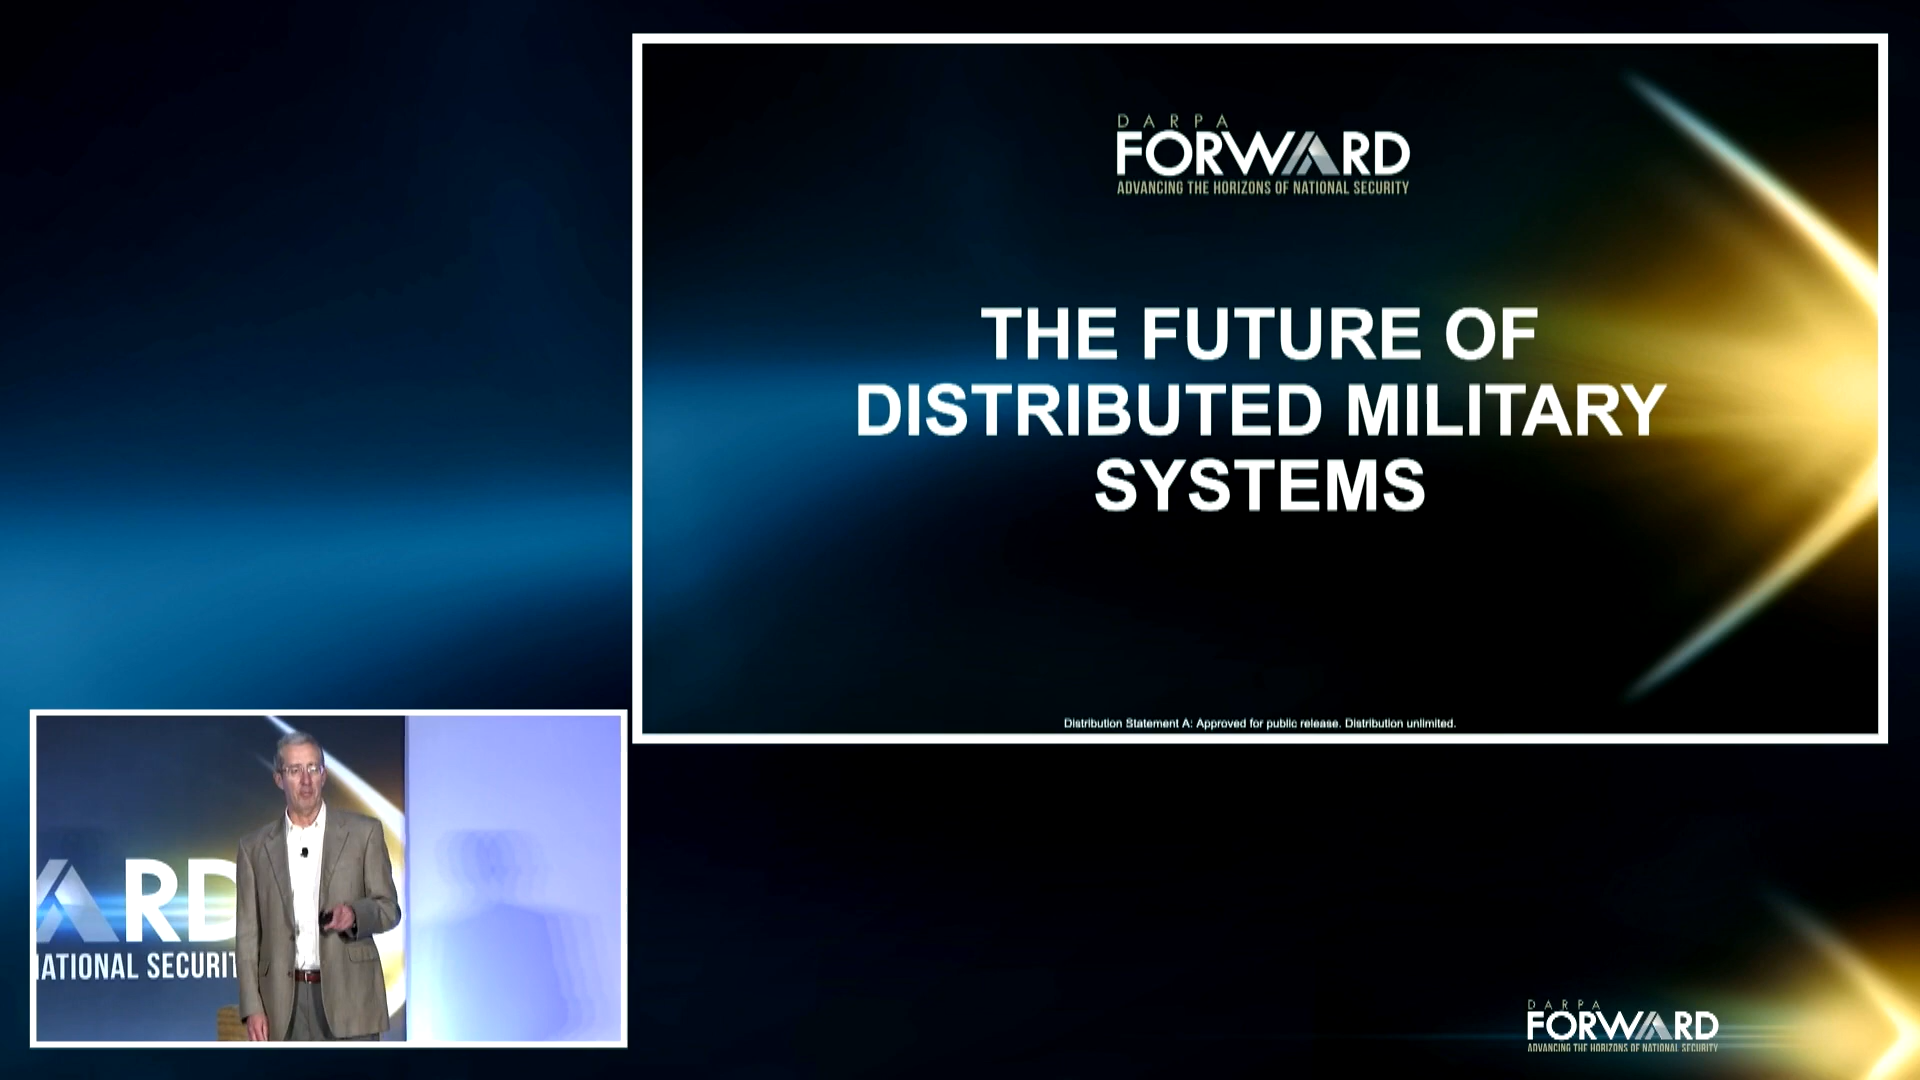 DARPA
FORWARD
ADVANCING THE HORIZONS OF NATIONAL SECURITY
THE FUTURE OF
DISTRIBUTED MILITARY
SYSTEMS
Distribution Statement A: Approved for public release. Distribution unlimited.
ARD
NATIONAL SECURIT
DARPA
FORWARD
ADVANCING THE HORIZONS OF NATIONAL SECURITY